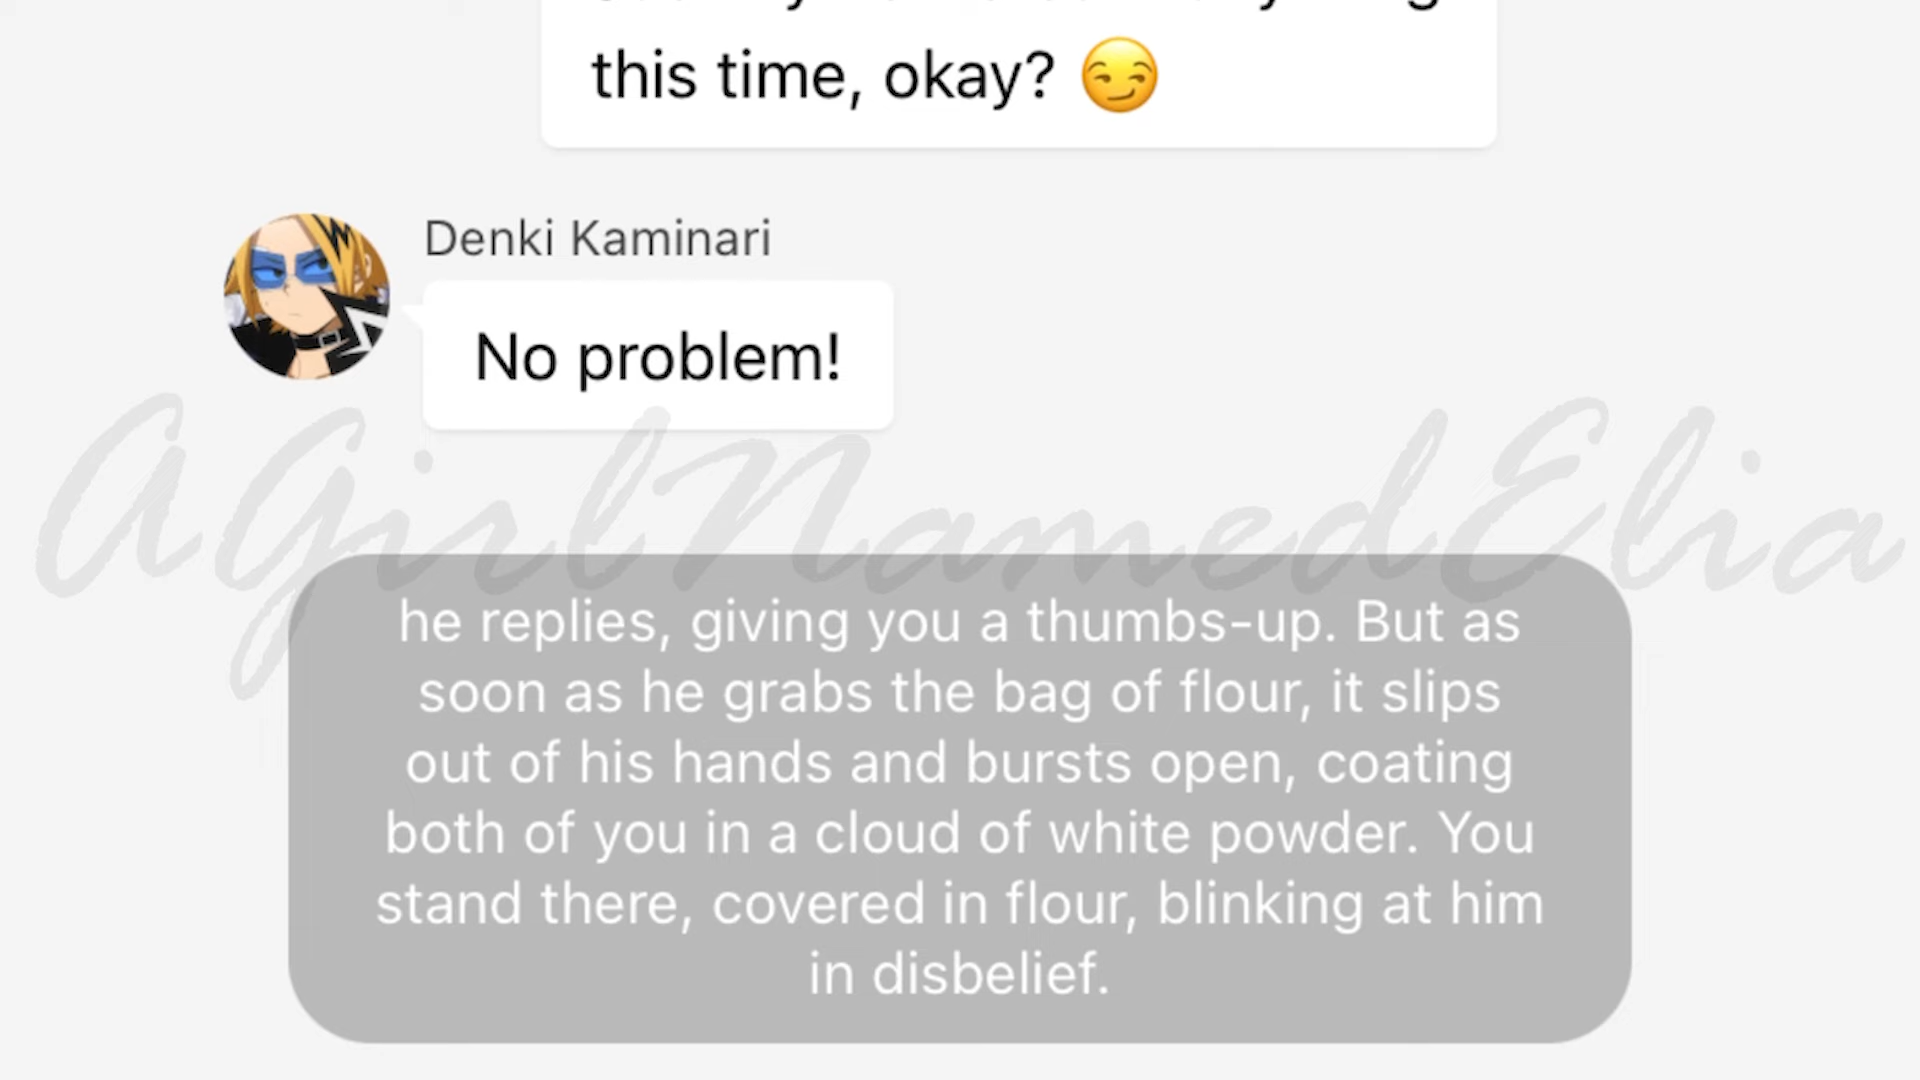 this time, okay? 😏
Denki Kaminari
No problem!
AGirlNamedElia
he replies, giving you a thumbs-up. But as
soon as he grabs the bag of flour, it slips
out of his hands and bursts open, coating
both of you in a cloud of white powder. You
stand there, covered in flour, blinking at him
in disbelief.